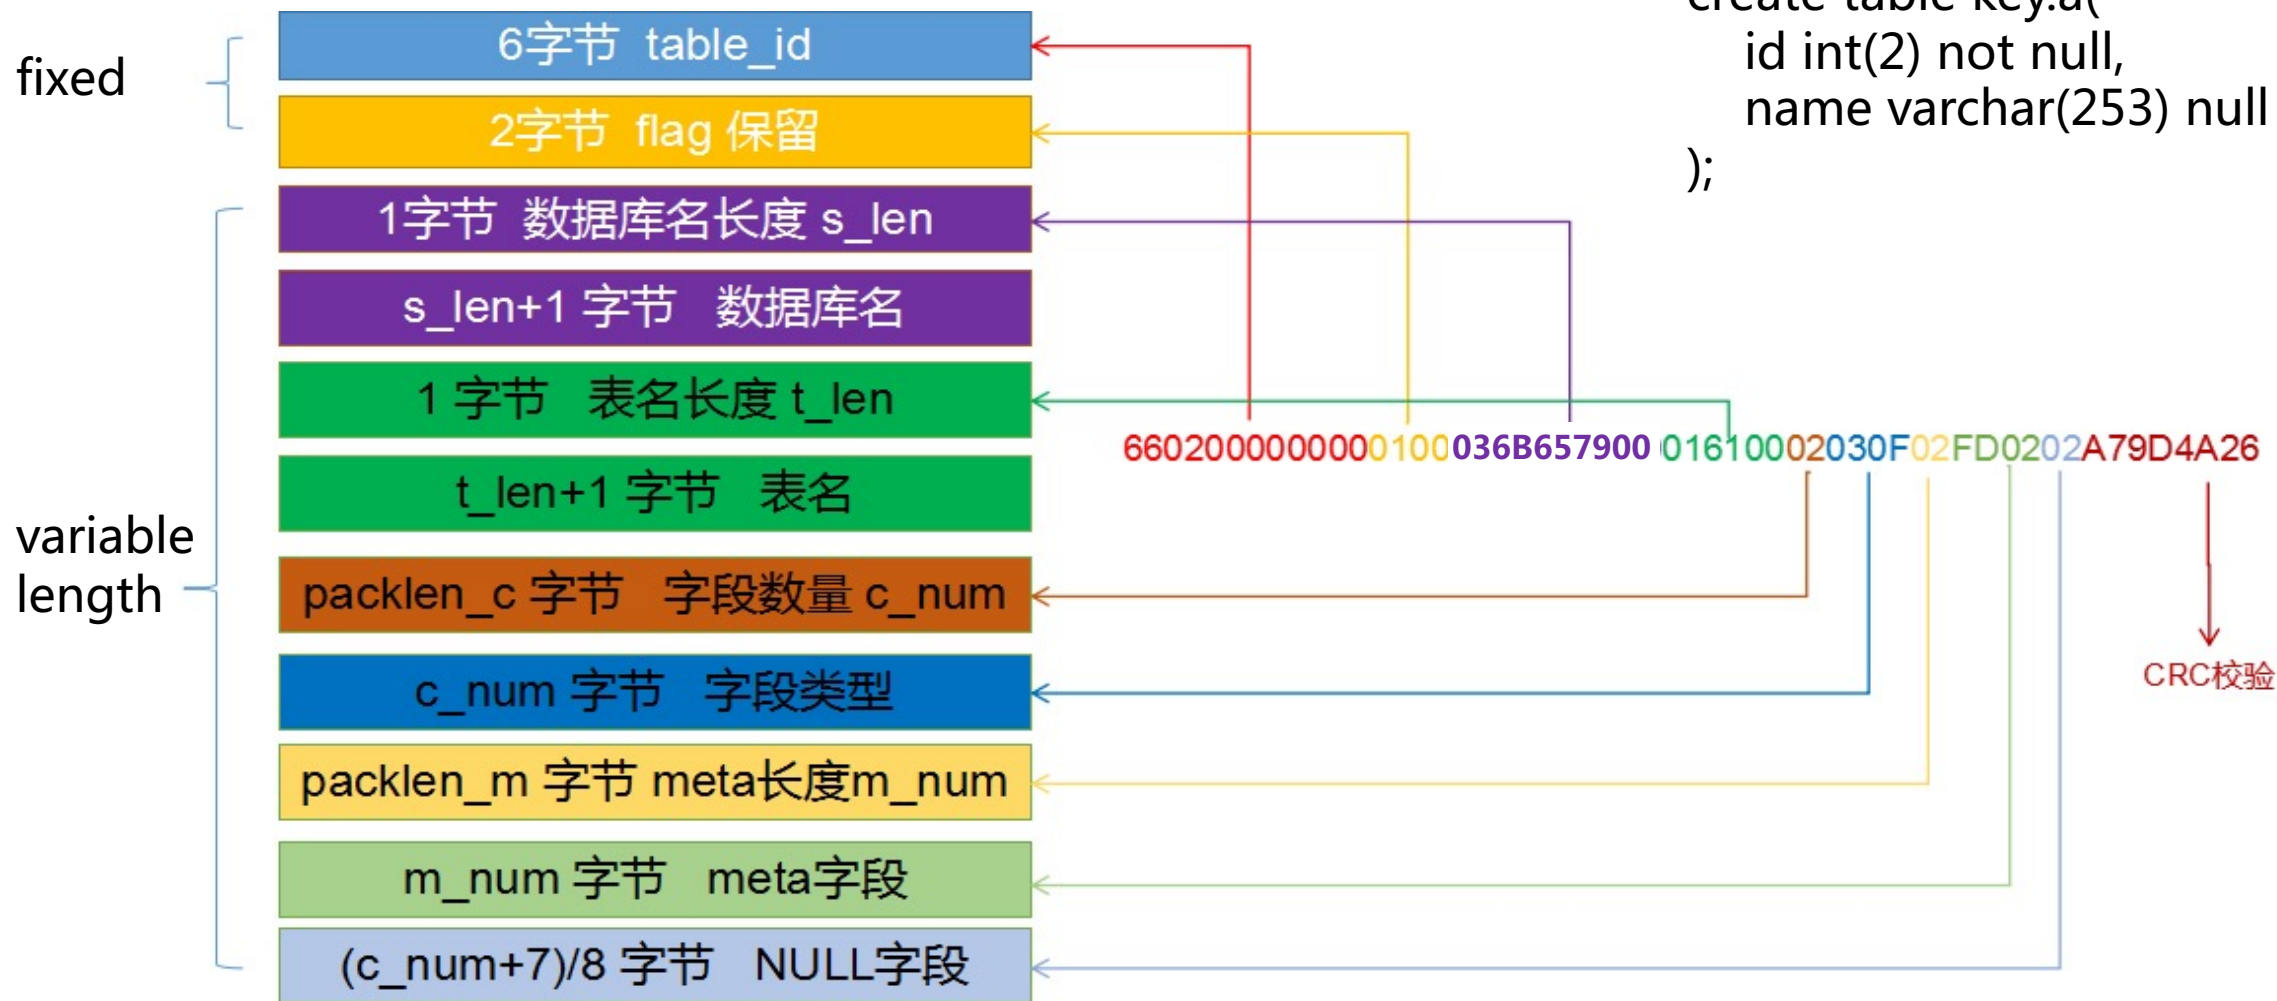 create table key.a(
id int(2) not null,
name varchar(253) null
);
fixed
6字节 table_id
2字节 flag 保留
variable
length
1字节 数据库名长度 s_len
s_len+1 字节 数据库名
1 字节 表名长度 t_len
t_len+1 字节 表名
packlen_c 字节 字段数量 c_num
c_num 字节 字段类型
packlen_m 字节 meta长度m_num
m_num 字节 meta字段
(c_num+7)/8 字节 NULL字段
6602000000000100036B65790001610002030F02FD0202A79D4A26
CRC校验